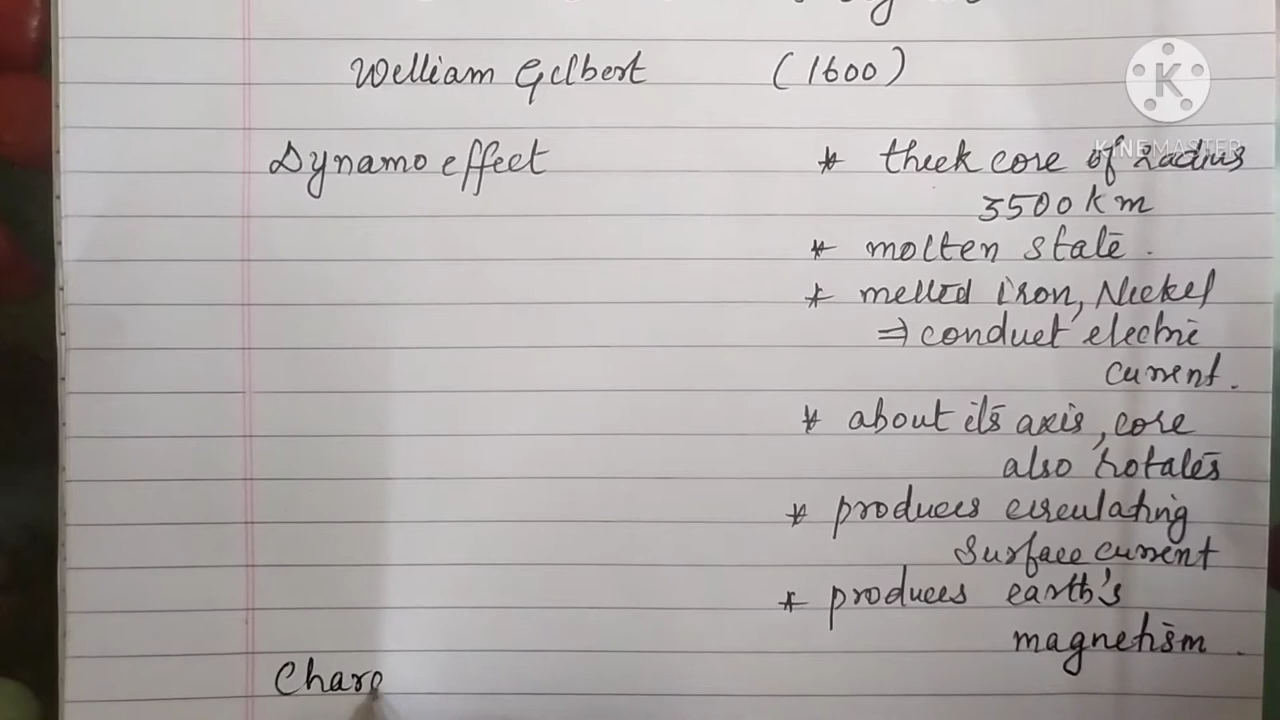 William Gilbert (1600)
K
KINEMASTER
Dynamo effect * thick core of radius
3500 km
* molten state.
* melted iron, Nickel
⇒ conduct electric
current.
* about its axis, core
also rotates
* produces circulating
surface current
* produces earth's
magnetism.
Chara